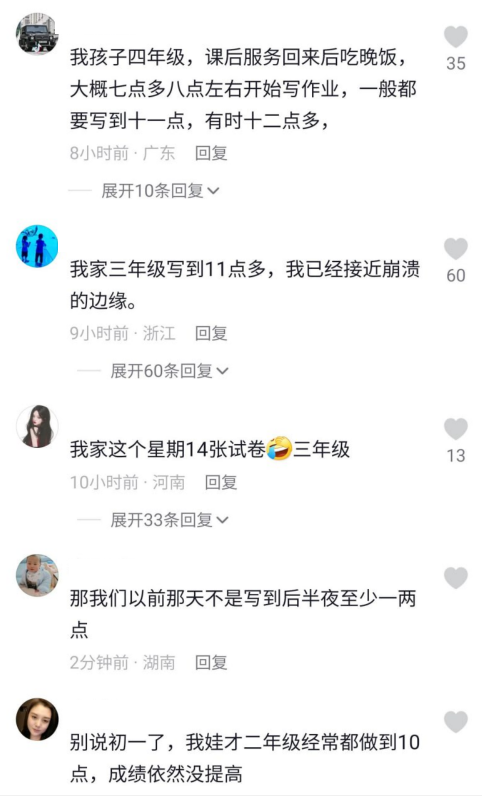 我孩子四年级，课后服务回来后吃晚饭，
大概七点多八点左右开始写作业，一般都
要写到十一点，有时十二点多，
35
8小时前 · 广东 回复
展开10条回复
我家三年级写到11点多，我已经接近崩溃
的边缘。
60
9小时前 · 浙江 回复
展开60条回复
我家这个星期14张试卷🤣三年级
13
10小时前 · 河南 回复
展开33条回复
那我们以前那天不是写到后半夜至少一两
点
2分钟前 · 湖南 回复
别说初一了，我娃才二年级经常都做到10
点，成绩依然没提高